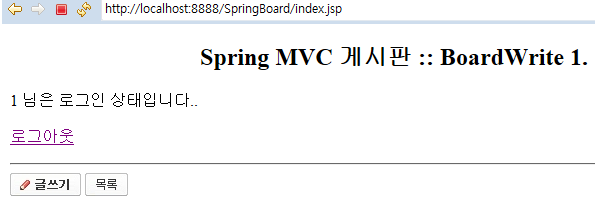 http://localhost:8888/SpringBoard/index.jsp
Spring MVC 게시판 :: BoardWrite 1.
1 님은 로그인 상태입니다..
로그아웃
글쓰기 목록